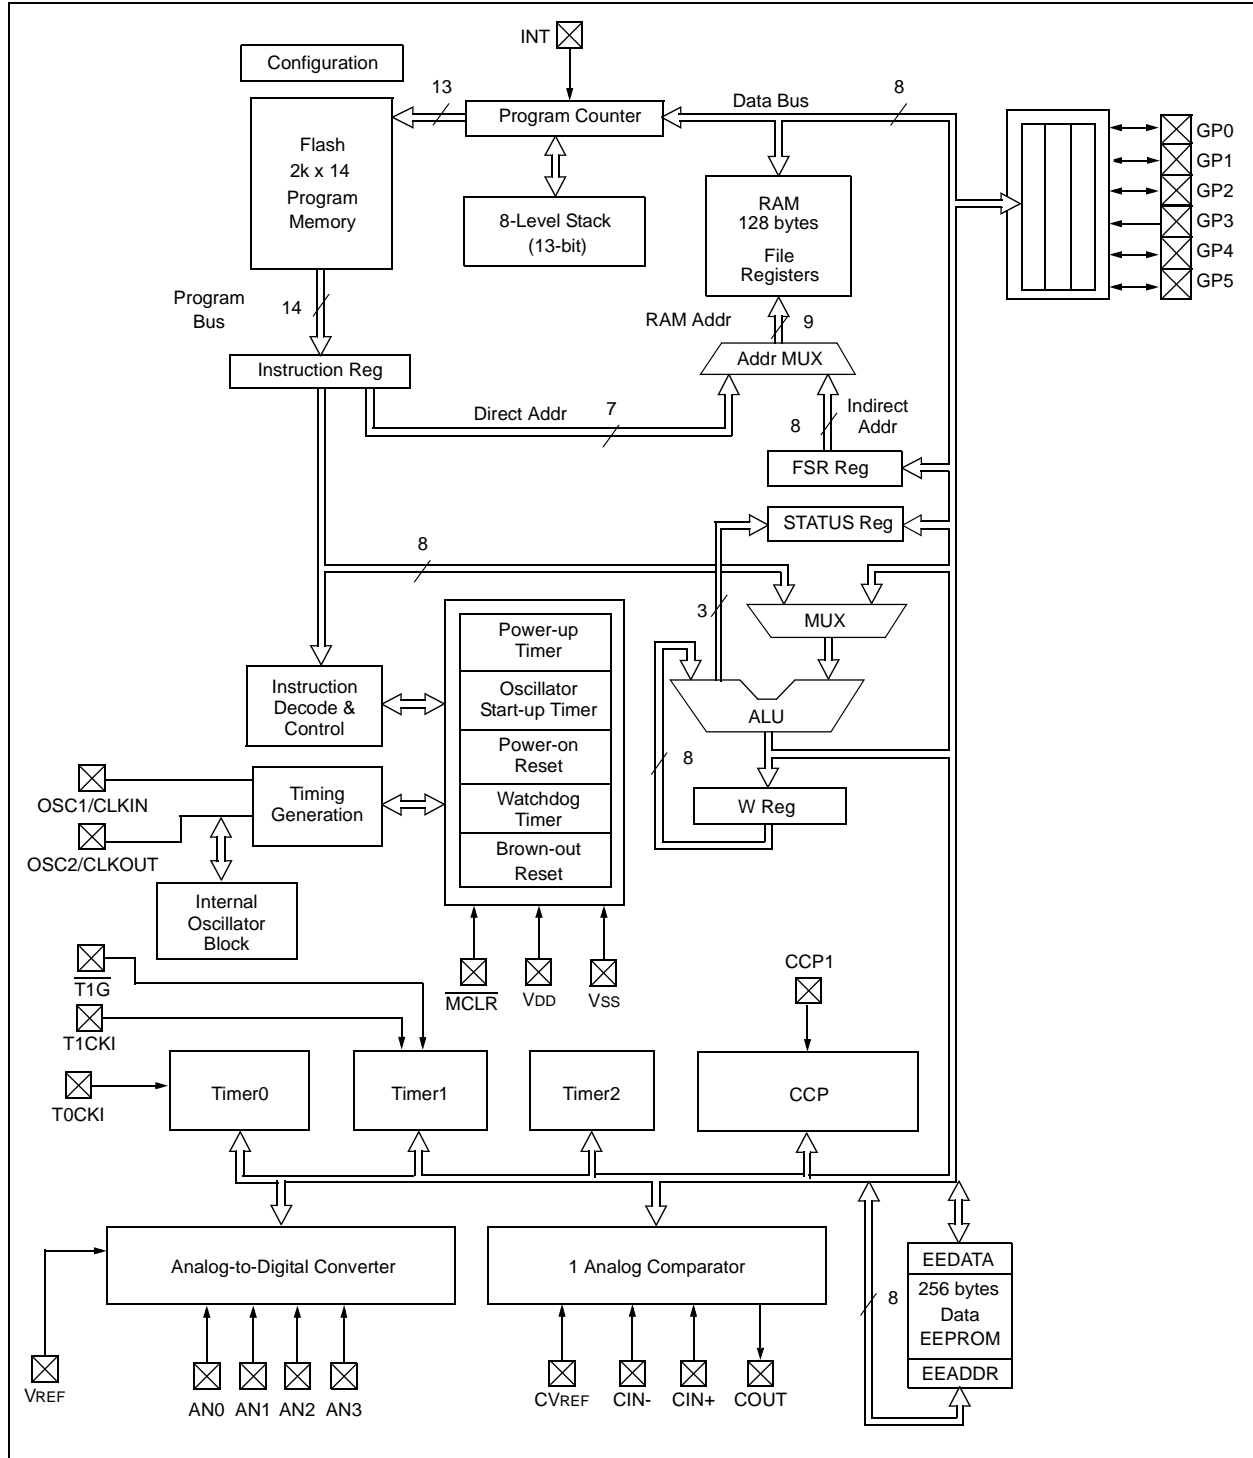 INT
Configuration
13
Data Bus
8
Program Counter
Flash
2k x 14
Program
Memory
8-Level Stack
(13-bit)
RAM
128 bytes
File
Registers
GP0
GP1
GP2
GP3
GP4
GP5
Program
Bus
14
RAM Addr
9
Addr MUX
Instruction Reg
Direct Addr
7
8
Indirect
Addr
FSR Reg
STATUS Reg
8
3
MUX
Power-up
Timer
Instruction
Decode &
Control
Oscillator
Start-up Timer
ALU
Power-on
Reset
8
OSC1/CLKIN
Timing
Generation
Watchdog
Timer
W Reg
OSC2/CLKOUT
Brown-out
Reset
Internal
Oscillator
Block
T1G
MCLR
VDD
VSS
CCP1
T1CKI
T0CKI
Timer0
Timer1
Timer2
CCP
Analog-to-Digital Converter
1 Analog Comparator
EEDATA
256 bytes
Data
EEPROM
8
EEADDR
VREF
AN0
AN1
AN2
AN3
CVREF
CIN-
CIN+
COUT